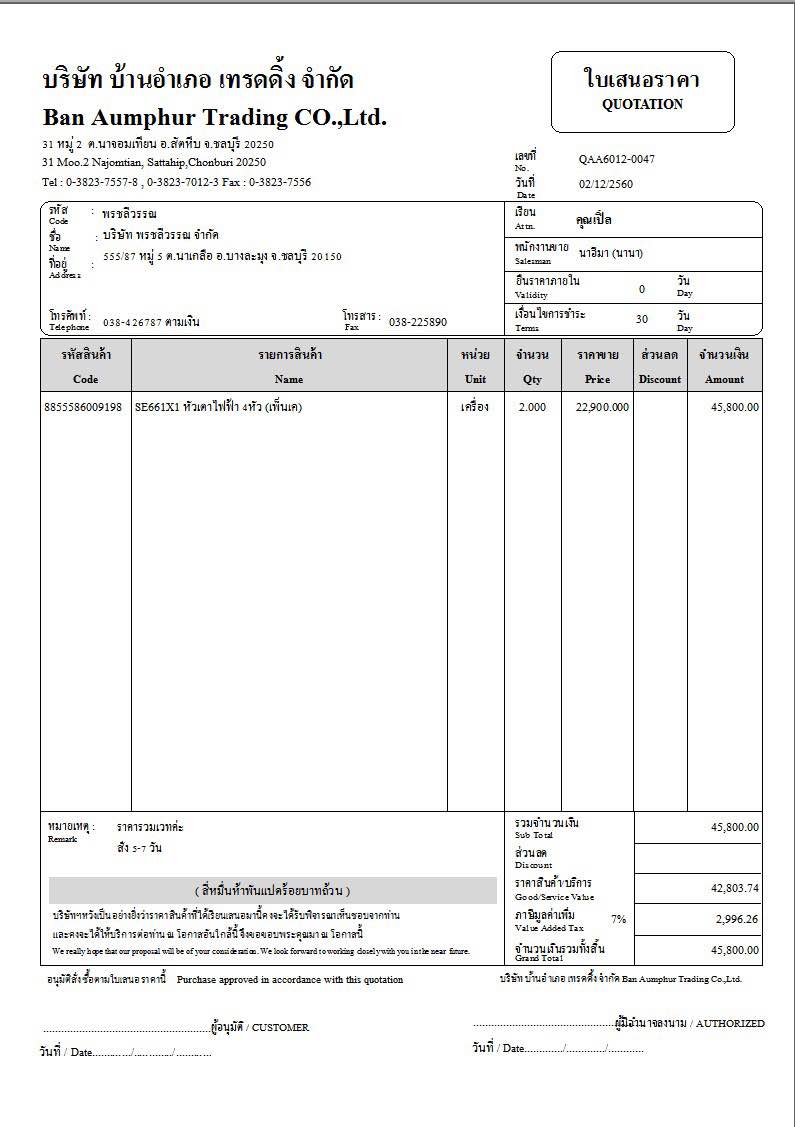 บริษัท บ้านอำเภอ เทรดดิ้ง จำกัด
Ban Aumphur Trading CO.,Ltd.
31 หมู่ 2 ต.นาจอมเทียน อ.สัตหีบ จ.ชลบุรี 20250
31 Moo.2 Najomtian, Sattahip,Chonburi 20250
Tel : 0-3823-7557-8 , 0-3823-7012-3 Fax : 0-3823-7556
ใบเสนอราคา
QUOTATION
เลขที่ QAA6012-0047
No.
วันที่ 02/12/2560
Date
รหัส : พรชลีวรรณ
Code
ชื่อ : บริษัท พรชลีวรรณ จำกัด
Name
ที่อยู่ : 555/87 หมู่ 5 ต.นาเกลือ อ.บางละมุง จ.ชลบุรี 20150
Address
โทรศัพท์ : 038-426787 ตามเงิน โทรสาร : 038-225890
Telephone Fax
เรียน คุณเปิ้ล
Attn.
พนักงานขาย นาอีมา (นานา)
Salesman
ยืนราคาภายใน 0 วัน
Validity Day
เงื่อนไขการชำระ 30 วัน
Terms Day
รหัสสินค้า รายการสินค้า หน่วย จำนวน ราคาขาย ส่วนลด จำนวนเงิน
Code Name Unit Qty Price Discount Amount
8855586009198 SE661X1 หัวเตาไฟฟ้า 4หัว (เพ็นเค) เครื่อง 2.000 22,900.000 45,800.00
หมายเหตุ : ราคารวมเวทค่ะ
Remark
สั่ง 5-7 วัน
( สี่หมื่นห้าพันแปดร้อยบาทถ้วน )
บริษัทฯหวังเป็นอย่างยิ่งว่าราคาสินค้าที่ได้เรียนเสนอมานี้คงจะได้รับพิจารณาเห็นชอบจากท่าน
และคงจะได้ให้บริการต่อท่าน ณ โอกาสอันใกล้นี้ จึงขอขอบพระคุณมา ณ โอกาสนี้
We really hope that our proposal will be of your consideration. We look forward to working closely with you in the near future.
รวมจำนวนเงิน 45,800.00
Sub Total
ส่วนลด
Discount
ราคาสินค้า/บริการ 42,803.74
Good/Service Value
ภาษีมูลค่าเพิ่ม 7% 2,996.26
Value Added Tax
จำนวนเงินรวมทั้งสิ้น 45,800.00
Grand Total
อนุมัติสั่งซื้อตามใบเสนอราคานี้ Purchase approved in accordance with this quotation
บริษัท บ้านอำเภอ เทรดดิ้ง จำกัด Ban Aumphur Trading Co.,Ltd.
........................................................ผู้อนุมัติ / CUSTOMER
................................................ผู้มีอำนาจลงนาม / AUTHORIZED
วันที่ / Date............./............./............
วันที่ / Date............./............./............